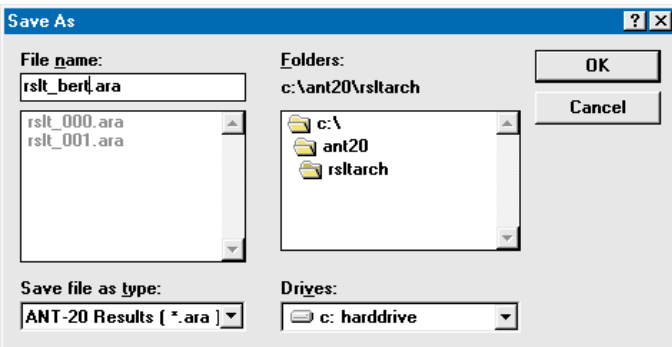 Save As
File name:
rslt_bert.ara
rslt_000.ara
rslt_001.ara
Save file as type:
ANT-20 Results ( *.ara )
Folders:
c:\ant20\rsltarch
c:\
ant20
rsltarch
Drives:
c: harddrive
OK
Cancel